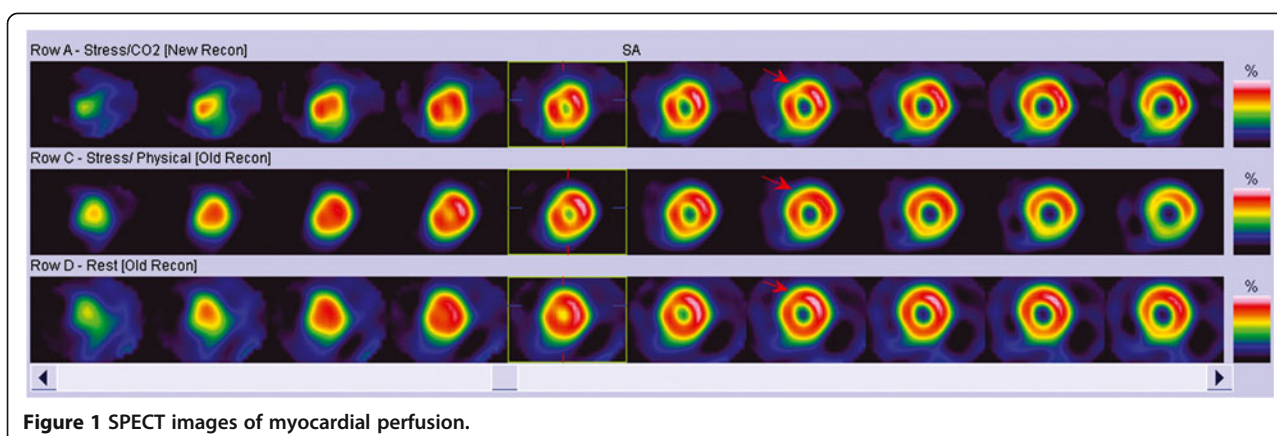 Row A - Stress/CO2 [New Recon]
SA
%
Row C - Stress/ Physical [Old Recon]
%
Row D - Rest [Old Recon]
%
Figure 1 SPECT images of myocardial perfusion.